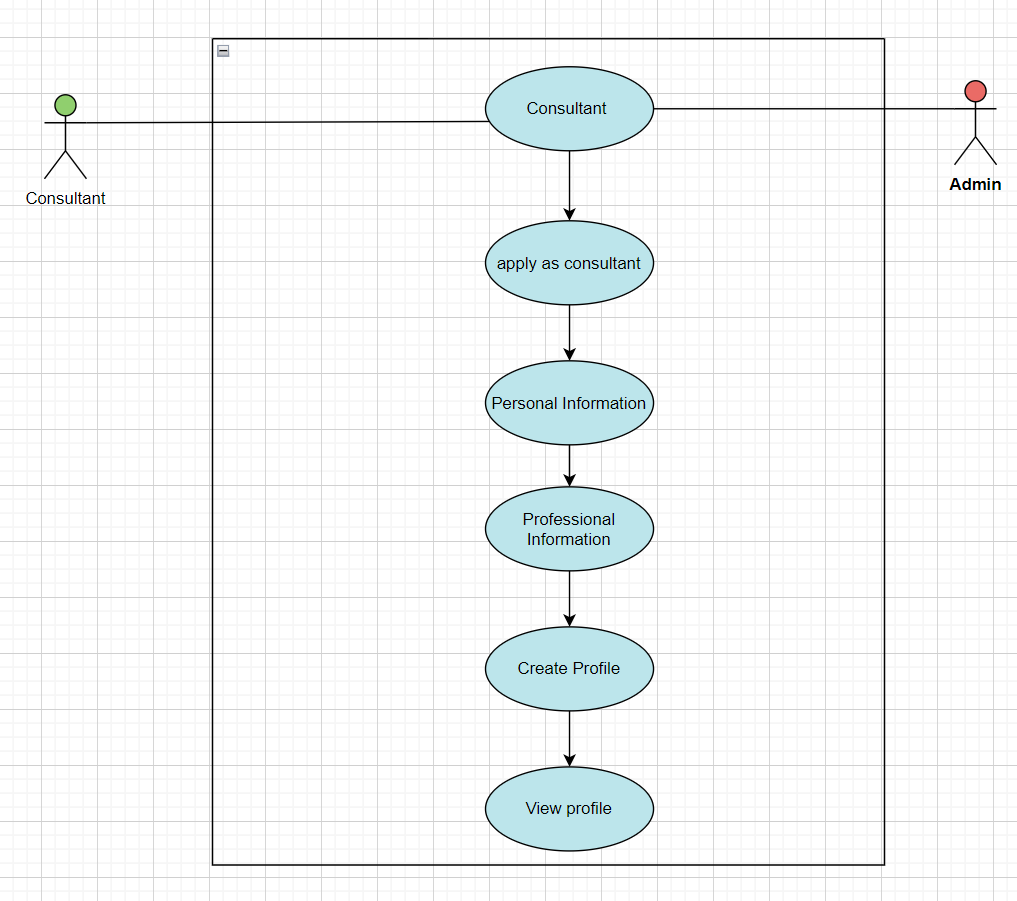 Consultant
Consultant
Admin
apply as consultant
Personal Information
Professional
Information
Create Profile
View profile